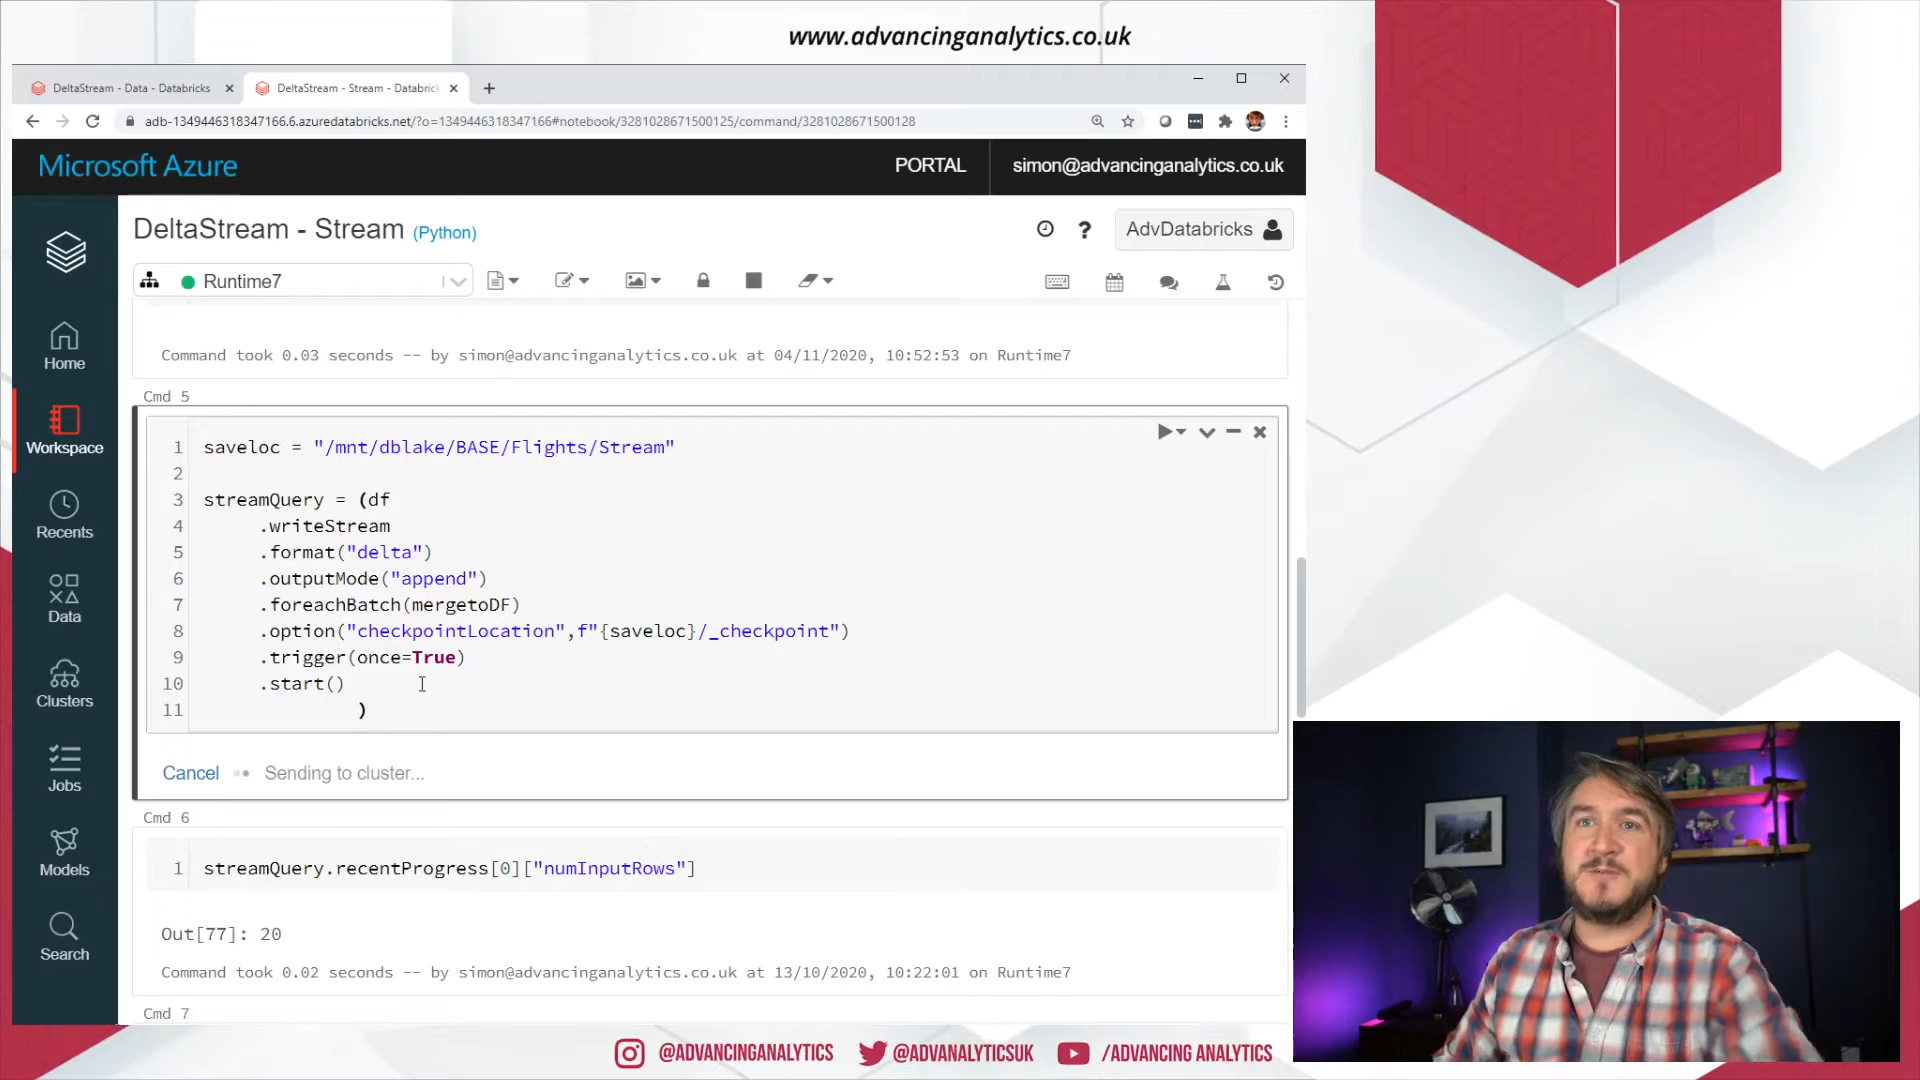 www.advancinganalytics.co.uk
DeltaStream - Data - Databricks
DeltaStream - Stream - Databric
adb-1349446318347166.6.azuredatabricks.net/?o=1349446318347166#notebook/3281028671500125/command/3281028671500128
Microsoft Azure
PORTAL
simon@advancinganalytics.co.uk
DeltaStream - Stream (Python)
? AdvDatabricks
Runtime7
Home
Workspace
Recents
Data
Clusters
Jobs
Models
Search
Command took 0.03 seconds -- by simon@advancinganalytics.co.uk at 04/11/2020, 10:52:53 on Runtime7
Cmd 5
1 saveloc = "/mnt/dblake/BASE/Flights/Stream"
2
3 streamQuery = (df
4 .writeStream
5 .format("delta")
6 .outputMode("append")
7 .foreachBatch(mergetoDF)
8 .option("checkpointLocation",f"{saveloc}/_checkpoint")
9 .trigger(once=True)
10 .start()
11 )
Cancel Sending to cluster...
Cmd 6
1 streamQuery.recentProgress[0]["numInputRows"]
Out[77]: 20
Command took 0.02 seconds -- by simon@advancinganalytics.co.uk at 13/10/2020, 10:22:01 on Runtime7
Cmd 7
@ADVANCINGANALYTICS @ADVANALYTICSUK /ADVANCING ANALYTICS